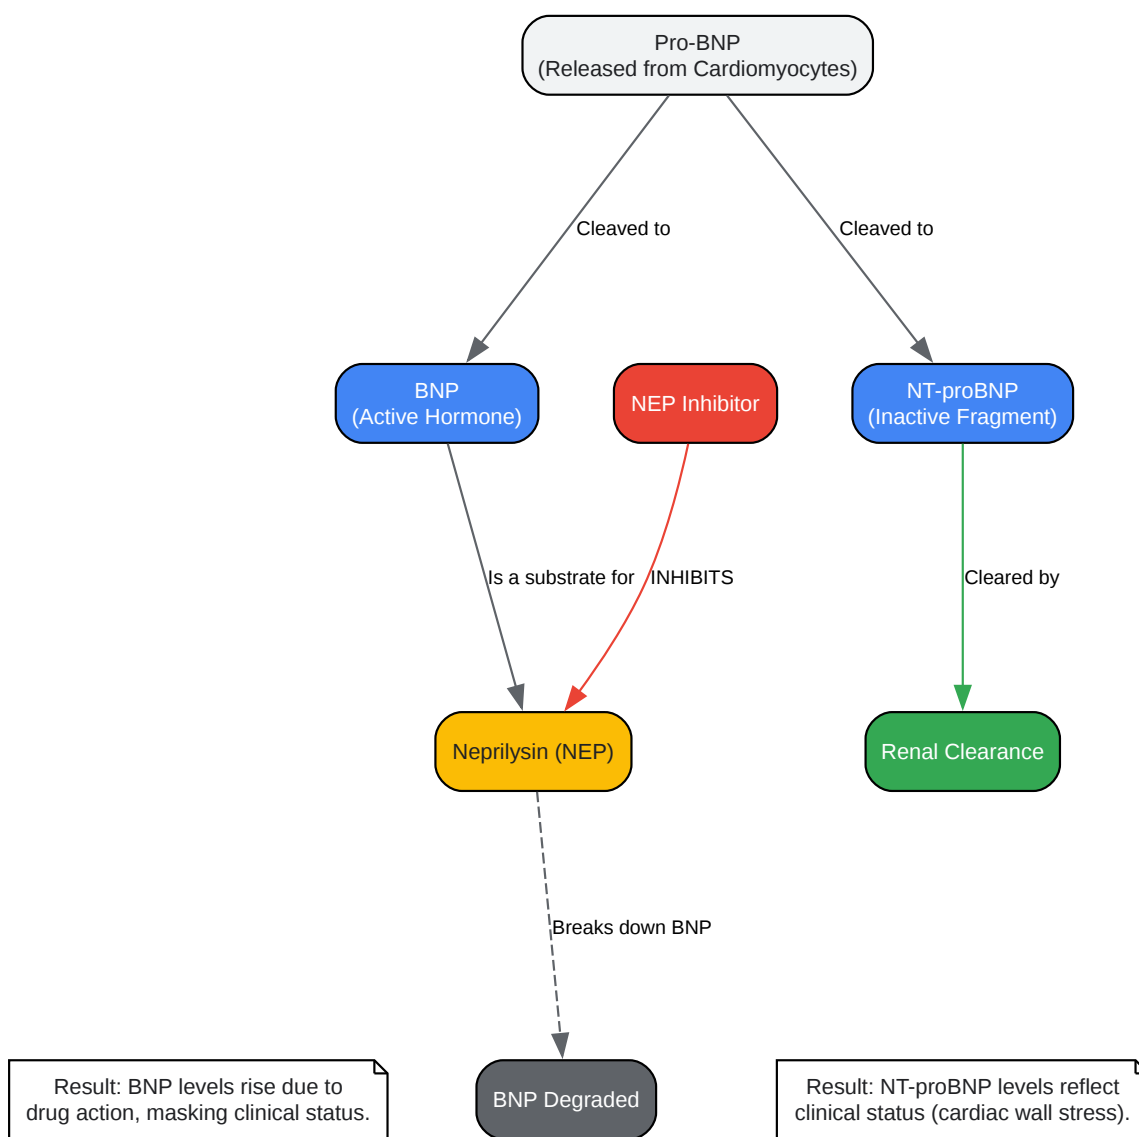 Pro-BNP
(Released from Cardiomyocytes)
Cleaved to
Cleaved to
BNP
(Active Hormone)
NEP Inhibitor
NT-proBNP
(Inactive Fragment)
Is a substrate for
INHIBITS
Cleared by
Neprilysin (NEP)
Renal Clearance
Breaks down BNP
Result: BNP levels rise due to
drug action, masking clinical status.
BNP Degraded
Result: NT-proBNP levels reflect
clinical status (cardiac wall stress).